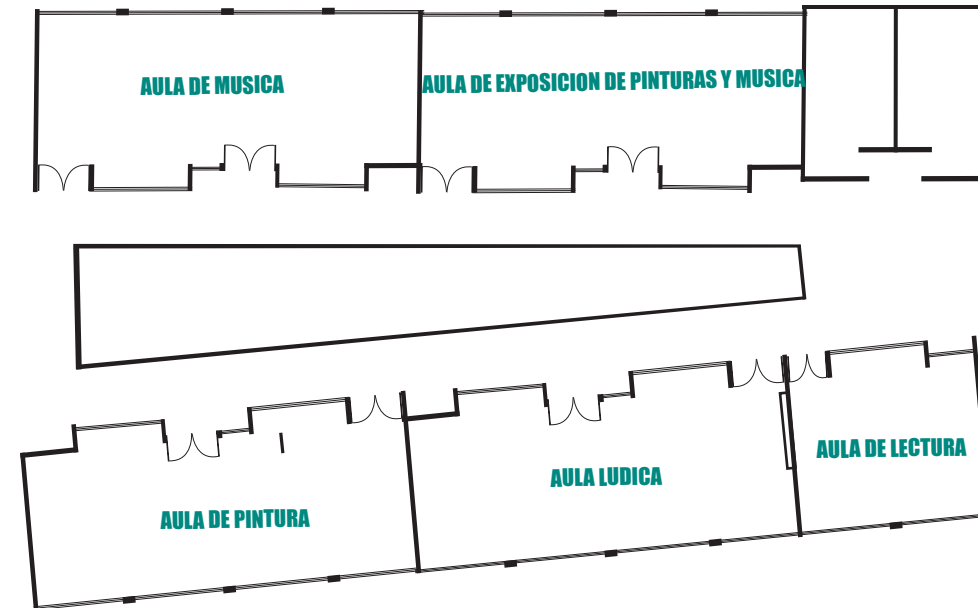 AULA DE MUSICA
AULA DE EXPOSICION DE PINTURAS Y MUSICA
AULA DE LECTURA
AULA LUDICA
AULA DE PINTURA